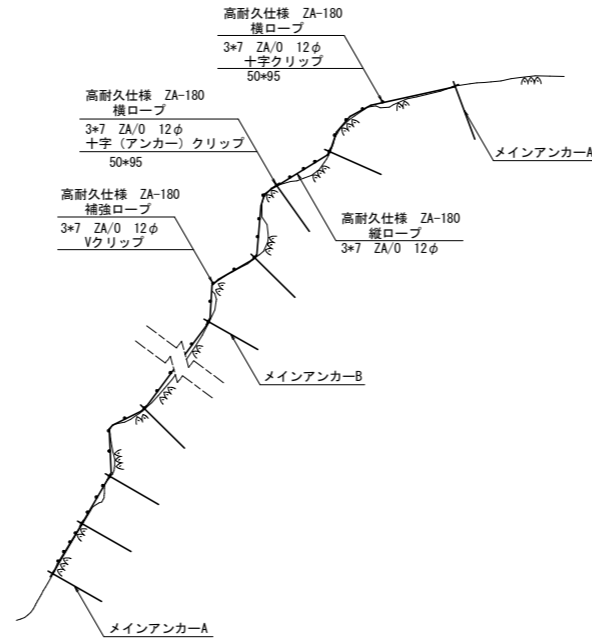 高耐久仕様 ZA-180
横ロープ
3*7 ZA/0 12φ
十字クリップ
50*95
高耐久仕様 ZA-180
横ロープ
3*7 ZA/0 12φ
十字（アンカー）クリップ
50*95
メインアンカーA
高耐久仕様 ZA-180
補強ロープ
3*7 ZA/0 12φ
Vクリップ
高耐久仕様 ZA-180
縦ロープ
3*7 ZA/0 12φ
メインアンカーB
メインアンカーA